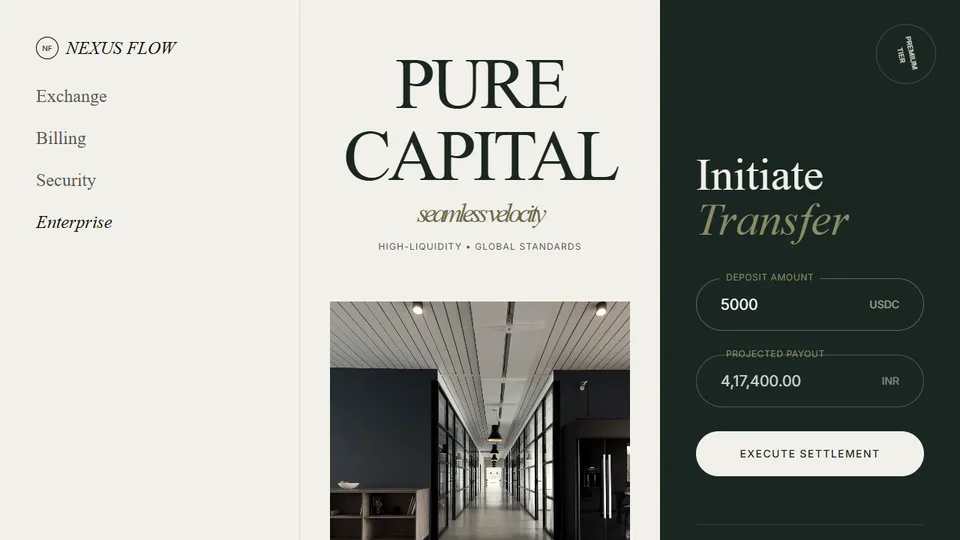 NF NEXUS FLOW
Exchange
Billing
Security
Enterprise
PURE
CAPITAL
seamless velocity
HIGH-LIQUIDITY • GLOBAL STANDARDS
PREMIUM
TIER
Initiate
Transfer
DEPOSIT AMOUNT
5000 USDC
PROJECTED PAYOUT
4,17,400.00 INR
EXECUTE SETTLEMENT